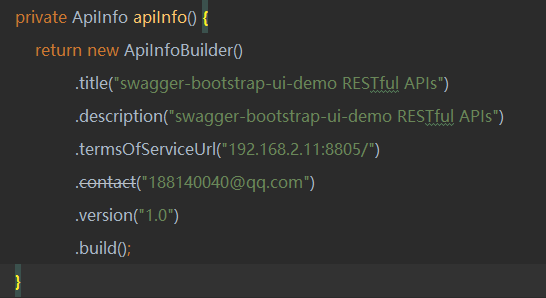 private ApiInfo apiInfo() {
return new ApiInfoBuilder()
.title("swagger-bootstrap-ui-demo RESTful APIs")
.description("swagger-bootstrap-ui-demo RESTful APIs")
.termsOfServiceUrl("192.168.2.11:8805/")
.contact("188140040@qq.com")
.version("1.0")
.build();
}